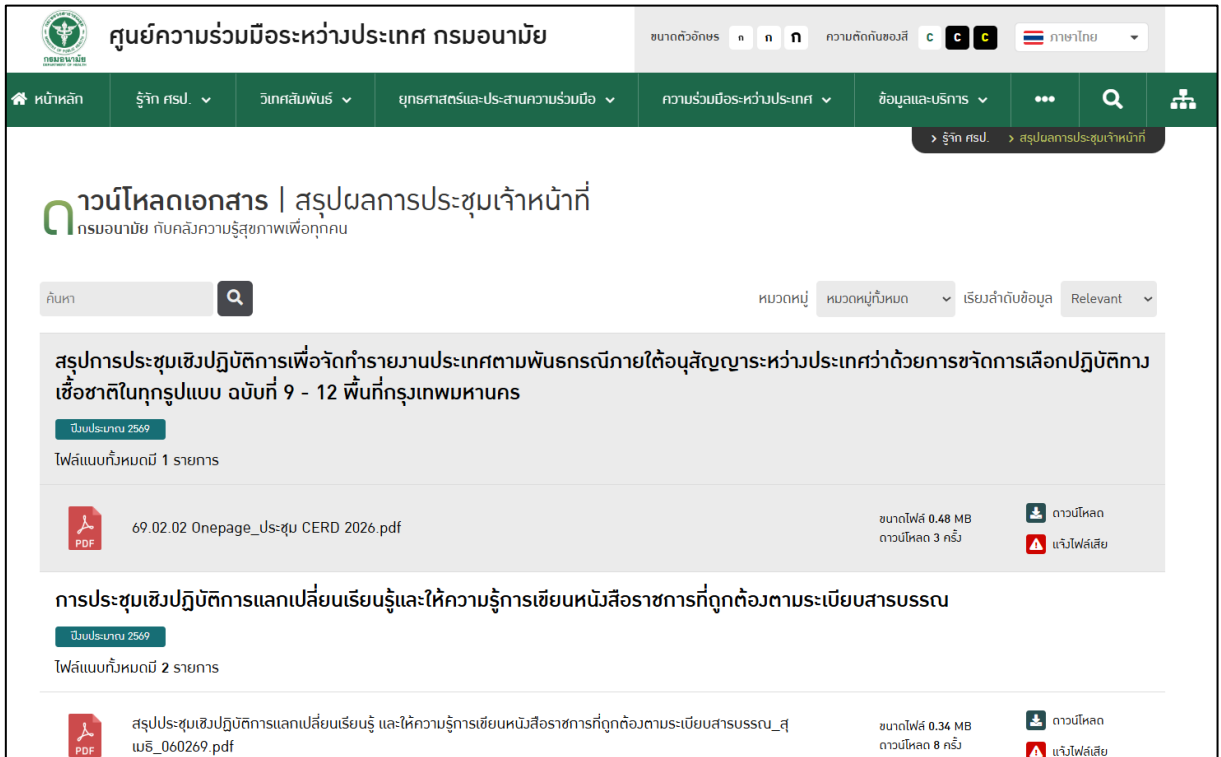 ศูนย์ความร่วมมือระหว่างประเทศ กรมอนามัย
ขนาดตัวอักษร ก ก ก ความตัดกันของสี C C C ภาษาไทย
กรมอนามัย
หน้าหลัก รู้จัก ศรป. วิเทศสัมพันธ์ ยุทธศาสตร์และประสานความร่วมมือ ความร่วมมือระหว่างประเทศ ข้อมูลและบริการ •••
> รู้จัก ศรป. > สรุปผลการประชุมเจ้าหน้าที่
ดาวน์โหลดเอกสาร | สรุปผลการประชุมเจ้าหน้าที่
กรมอนามัย กับคลังความรู้สุขภาพเพื่อทุกคน
ค้นหา หมวดหมู่ หมวดหมู่ทั้งหมด เรียงลำดับข้อมูล Relevant
สรุปการประชุมเชิงปฏิบัติการเพื่อจัดทำรายงานประเทศตามพันธกรณีภายใต้อนุสัญญาระหว่างประเทศว่าด้วยการขจัดการเลือกปฏิบัติทาง
เชื้อชาติในทุกรูปแบบ ฉบับที่ 9 - 12 พื้นที่กรุงเทพมหานคร
ปีงบประมาณ 2569
ไฟล์แนบทั้งหมดมี 1 รายการ
PDF
69.02.02 Onepage_ประชุม CERD 2026.pdf
ขนาดไฟล์ 0.48 MB
ดาวน์โหลด 3 ครั้ง
ดาวน์โหลด
แจ้งไฟล์เสีย
การประชุมเชิงปฏิบัติการแลกเปลี่ยนเรียนรู้และให้ความรู้การเขียนหนังสือราชการที่ถูกต้องตามระเบียบสารบรรณ
ปีงบประมาณ 2569
ไฟล์แนบทั้งหมดมี 2 รายการ
PDF
สรุปประชุมเชิงปฏิบัติการแลกเปลี่ยนเรียนรู้ และให้ความรู้การเขียนหนังสือราชการที่ถูกต้องตามระเบียบสารบรรณ_สุ
เมธิ_060269.pdf
ขนาดไฟล์ 0.34 MB
ดาวน์โหลด 8 ครั้ง
ดาวน์โหลด
แจ้งไฟล์เสีย